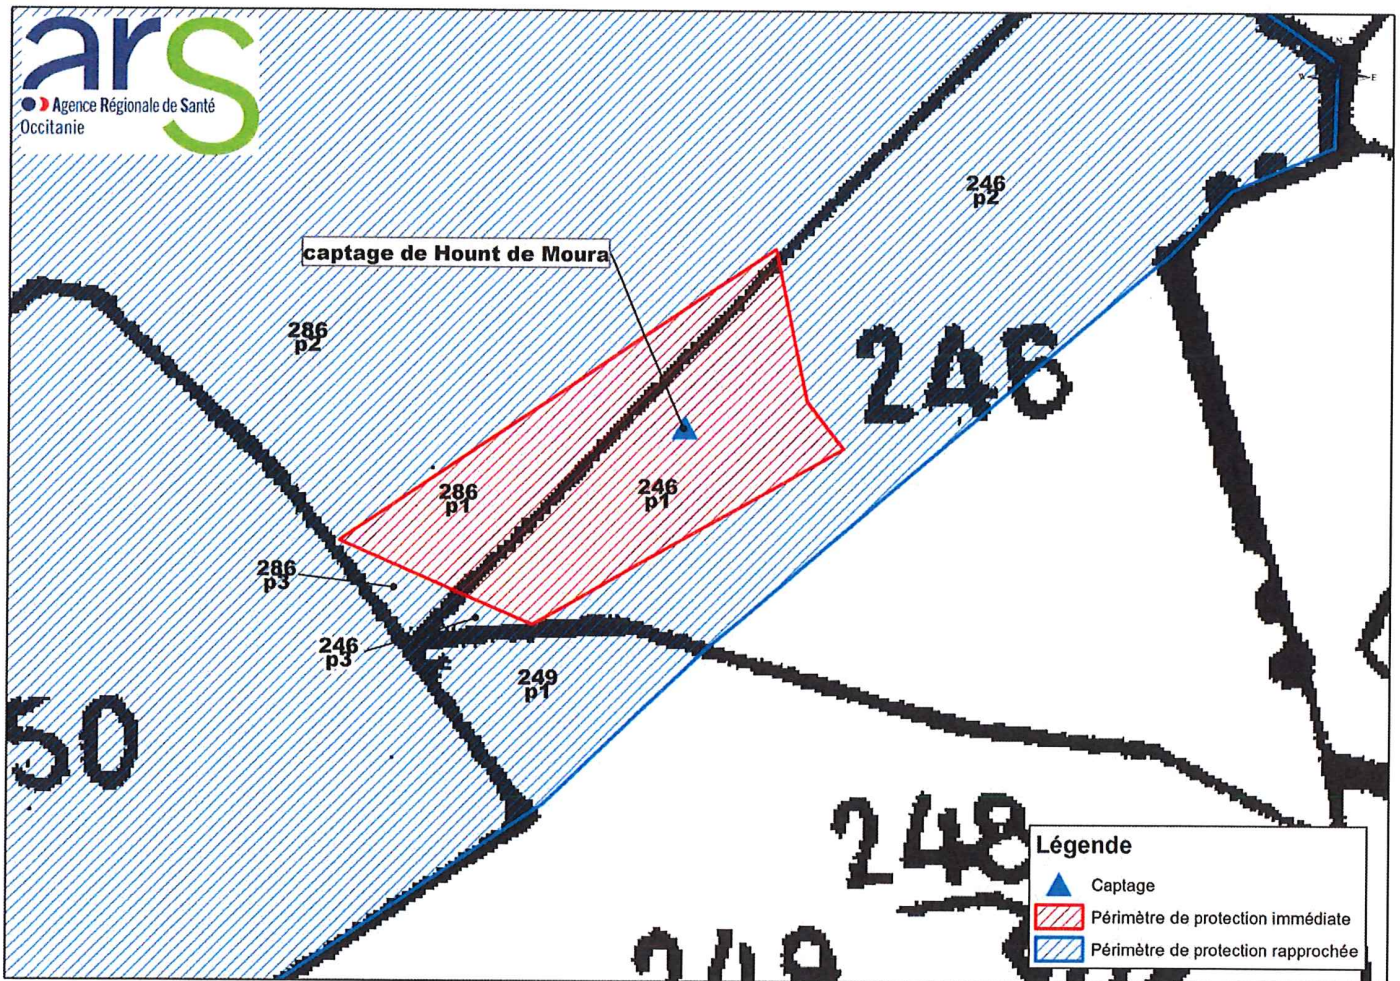 ars
Agence Régionale de Santé
Occitanie
N
W
E
246
p2
captage de Hount de Moura
286
p2
246
286
p1
246
p1
286
p3
246
p3
249
p1
50
248
249
Légende
Captage
Périmètre de protection immédiate
Périmètre de protection rapprochée